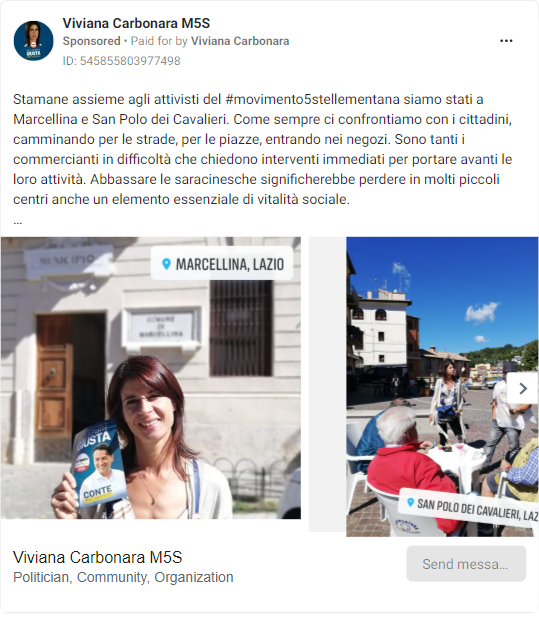 Viviana Carbonara M5S
Sponsored • Paid for by Viviana Carbonara
ID: 545855803977498
Stamane assieme agli attivisti del #movimento5stellementana siamo stati a
Marcellina e San Polo dei Cavalieri. Come sempre ci confrontiamo con i cittadini,
camminando per le strade, per le piazze, entrando nei negozi. Sono tanti i
commercianti in difficoltà che chiedono interventi immediati per portare avanti le
loro attività. Abbassare le saracinesche significherebbe perdere in molti piccoli
centri anche un elemento essenziale di vitalità sociale.
...
MUNICIPIO
MARCELLINA, LAZIO
COMUNE
DI
MARCELLINA
GIUSTA
CONTE
SAN POLO DEI CAVALIERI, LAZ
Viviana Carbonara M5S
Politician, Community, Organization
Send messa...